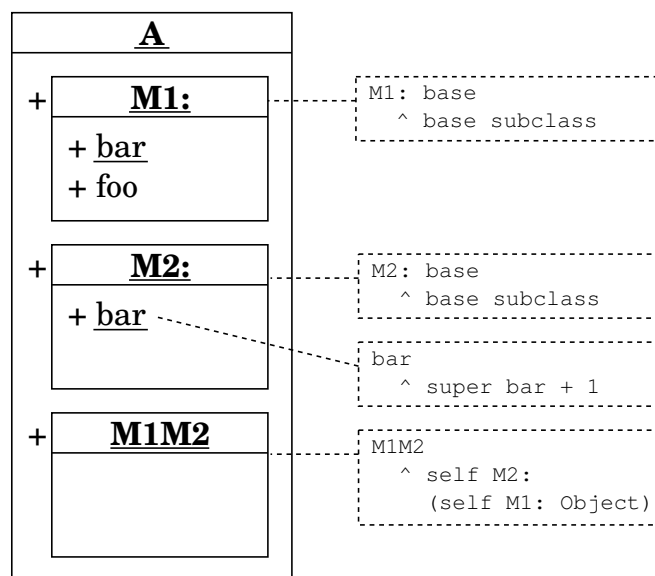 A
+ M1:
+ bar
+ foo
M1: base
^ base subclass
+ M2:
+ bar
M2: base
^ base subclass
bar
^ super bar + 1
+ M1M2
M1M2
^ self M2:
(self M1: Object)